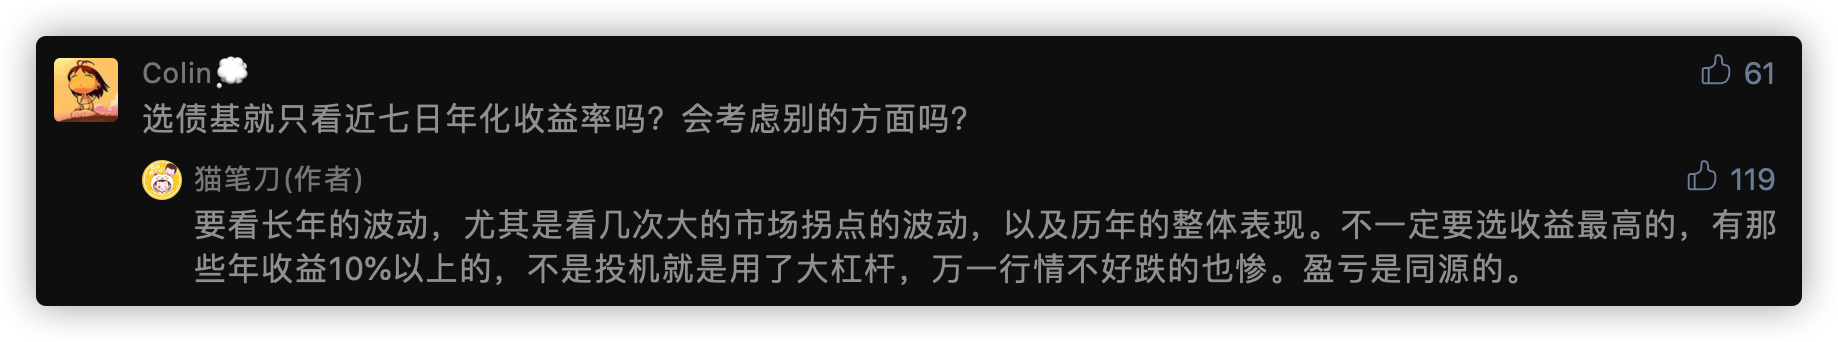 Colin💭
61
选债基就只看近七日年化收益率吗？会考虑别的方面吗？
猫笔刀(作者)
119
要看长年的波动，尤其是看几次大的市场拐点的波动，以及历年的整体表现。不一定要选收益最高的，有那
些年收益10%以上的，不是投机就是用了大杠杆，万一行情不好跌的也惨。盈亏是同源的。